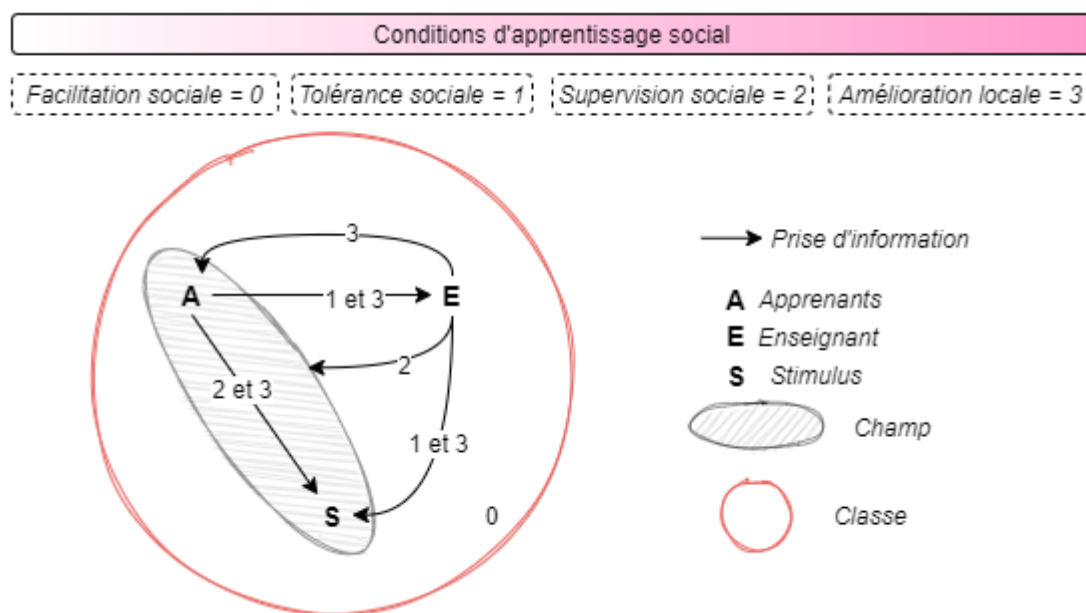 Conditions d'apprentissage social
Facilitation sociale = 0
Tolérance sociale = 1
Supervision sociale = 2
Amélioration locale = 3
3
A
1 et 3
E
2
2 et 3
1 et 3
S
0
Prise d'information
A Apprenants
E Enseignant
S Stimulus
Champ
Classe